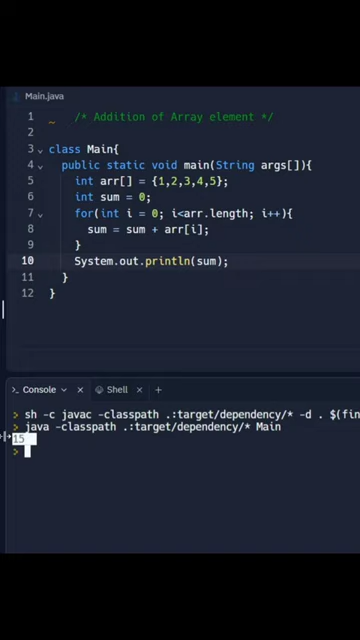 Main.java
1 /* Addition of Array element */
2
3 class Main{
4 public static void main(String args[]){
5 int arr[] = {1,2,3,4,5};
6 int sum = 0;
7 for(int i = 0; i<arr.length; i++){
8 sum = sum + arr[i];
9 }
10 System.out.println(sum);
11 }
12 }
Console Shell +
> sh -c javac -classpath .:target/dependency/* -d . $(fin
> java -classpath .:target/dependency/* Main
15
>